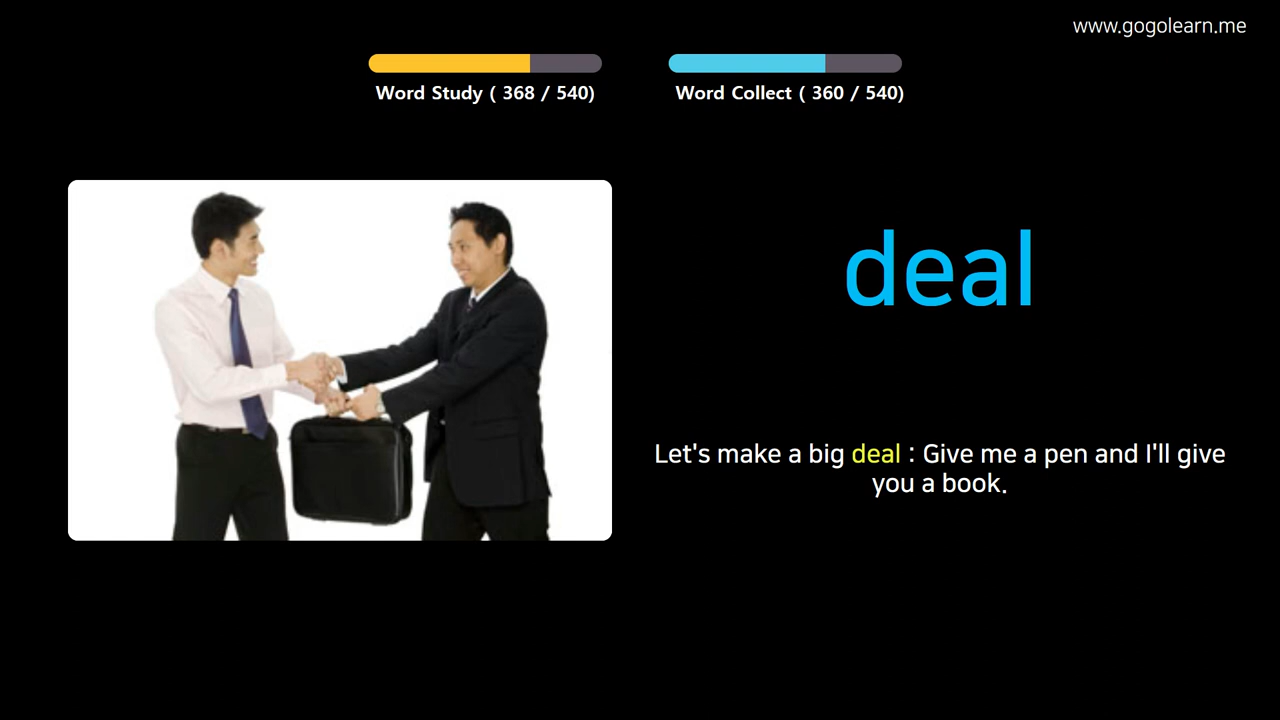 www.gogolearn.me
Word Study ( 368 / 540)
Word Collect ( 360 / 540)
deal
Let's make a big deal : Give me a pen and I'll give
you a book.